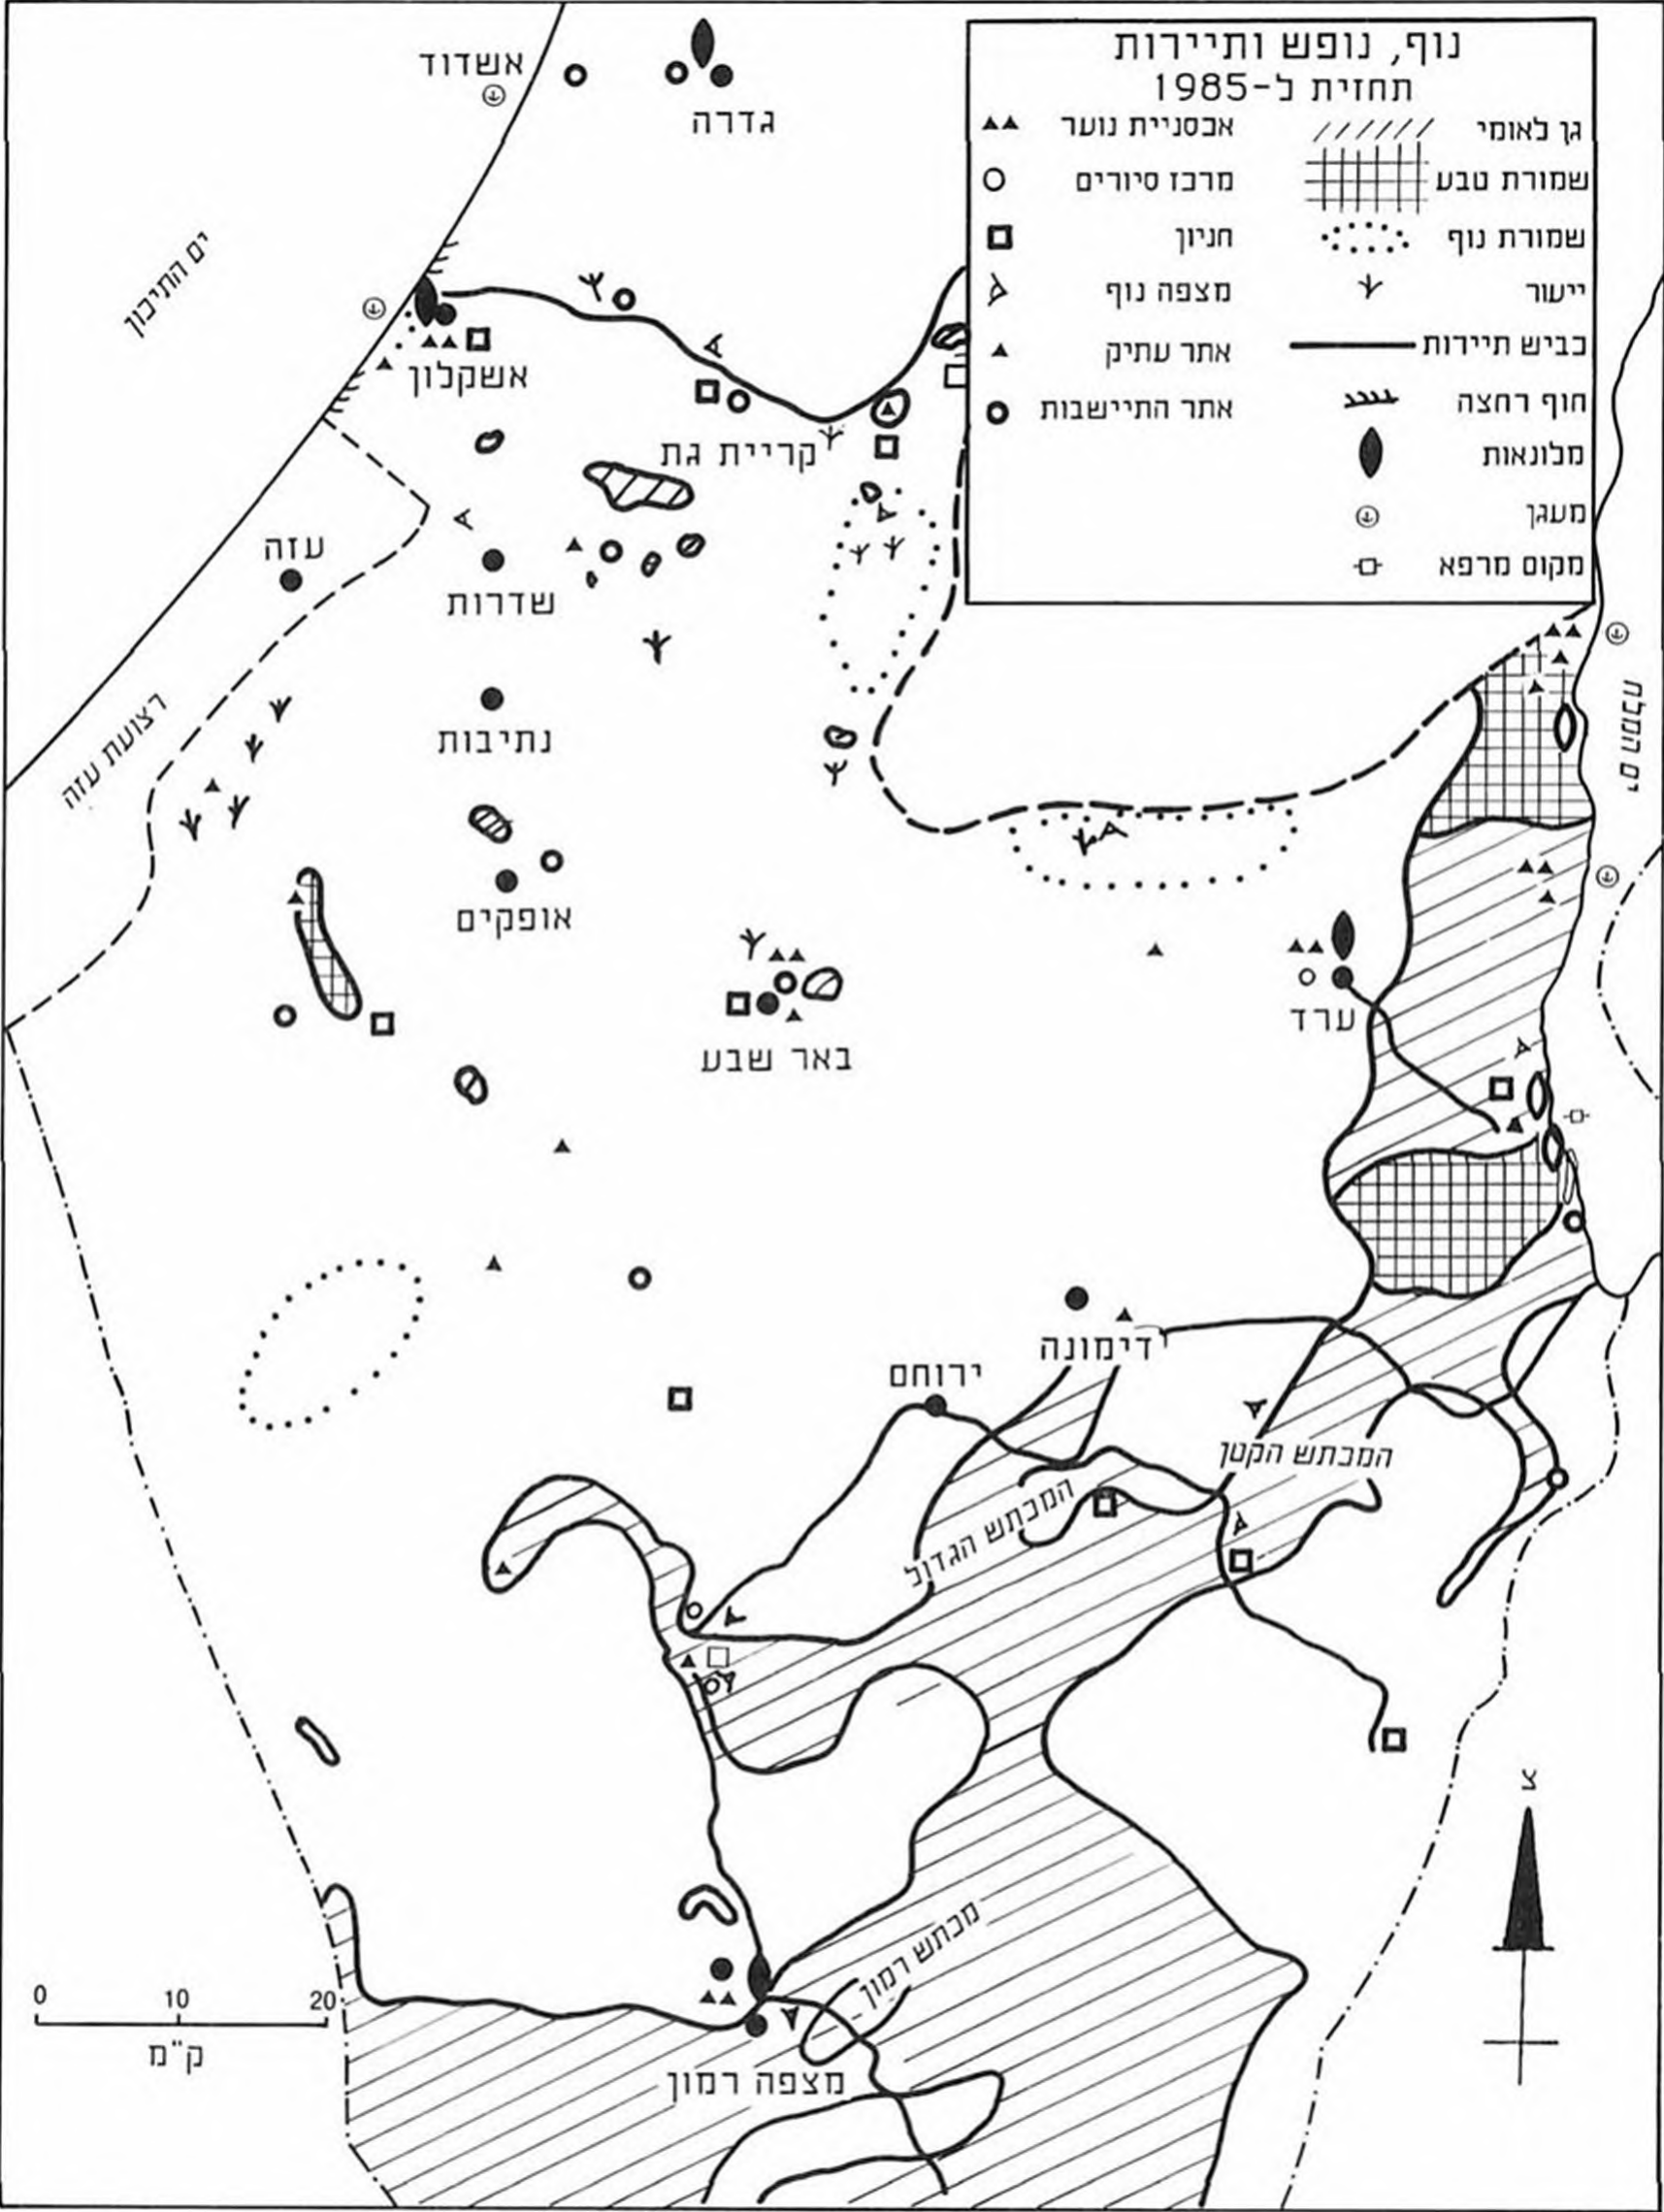 נוף, נופש ותיירות
תחזית ל-1985
גן לאומי
שמורת טבע
שמורת נוף
ייעור
כביש תיירות
חוף רחצה
מלונאות
מעגן
מקום מרפא
אכסניית נוער
מרכז סיורים
חניון
מצפה נוף
אתר עתיק
אתר התיישבות
אשדוד
גדרה
ים התיכון
אשקלון
קריית גת
עזה
שדרות
רצועת עזה
נתיבות
ים המלח
אופקים
ערד
באר שבע
דימונה
ירוחם
המכתש הקטן
המכתש הגדול
מכתש רמון
מצפה רמון
צ
0 10 20
ק"מ